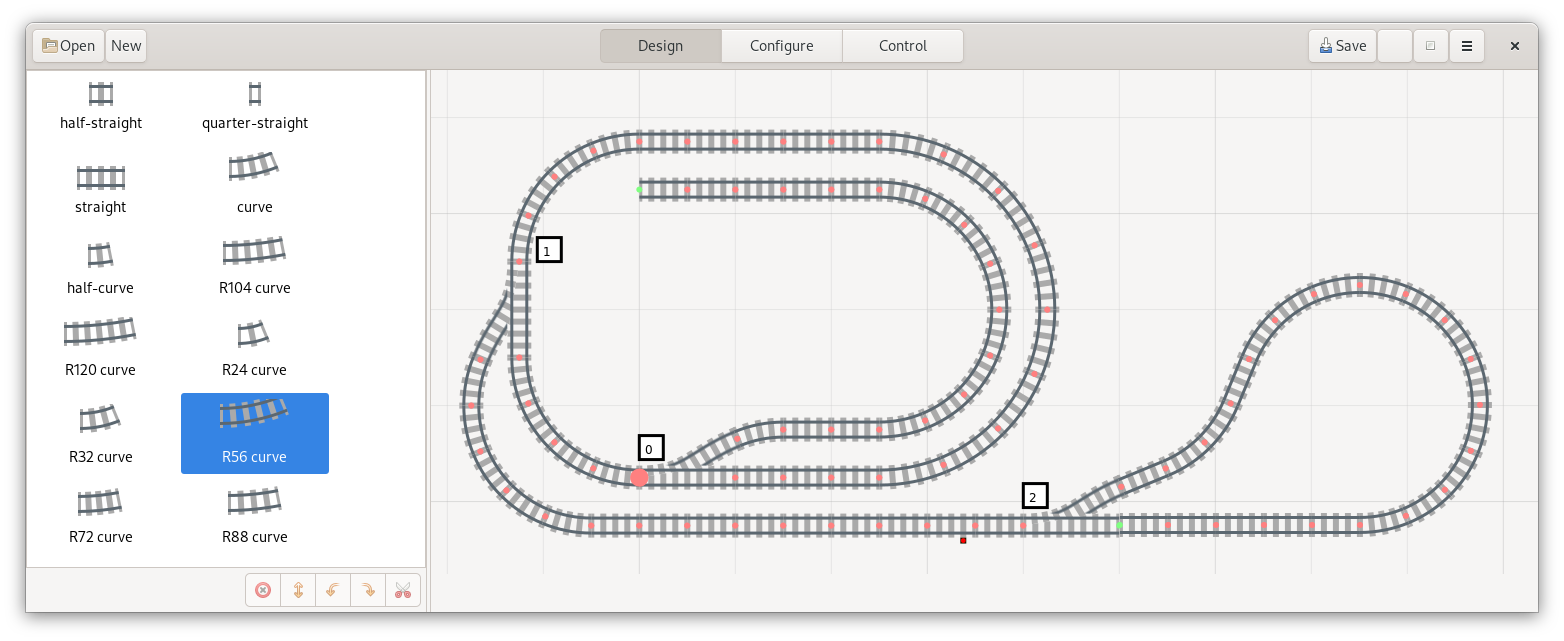 Open New Design Configure Control Save
half-straight quarter-straight
straight curve
half-curve R104 curve
R120 curve R24 curve
R32 curve R56 curve
R72 curve R88 curve
1
0
2